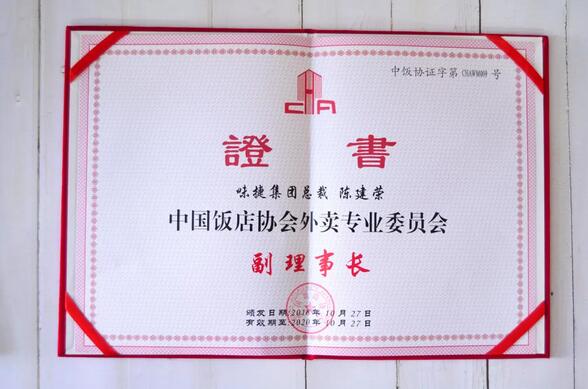 中饭协证字第 CHAWM009 号
CHA
證書
味捷集团总裁 陈建荣
中国饭店协会外卖专业委员会
副理事长
颁发日期:2018年10月27日
有效期至:2020年10月27日